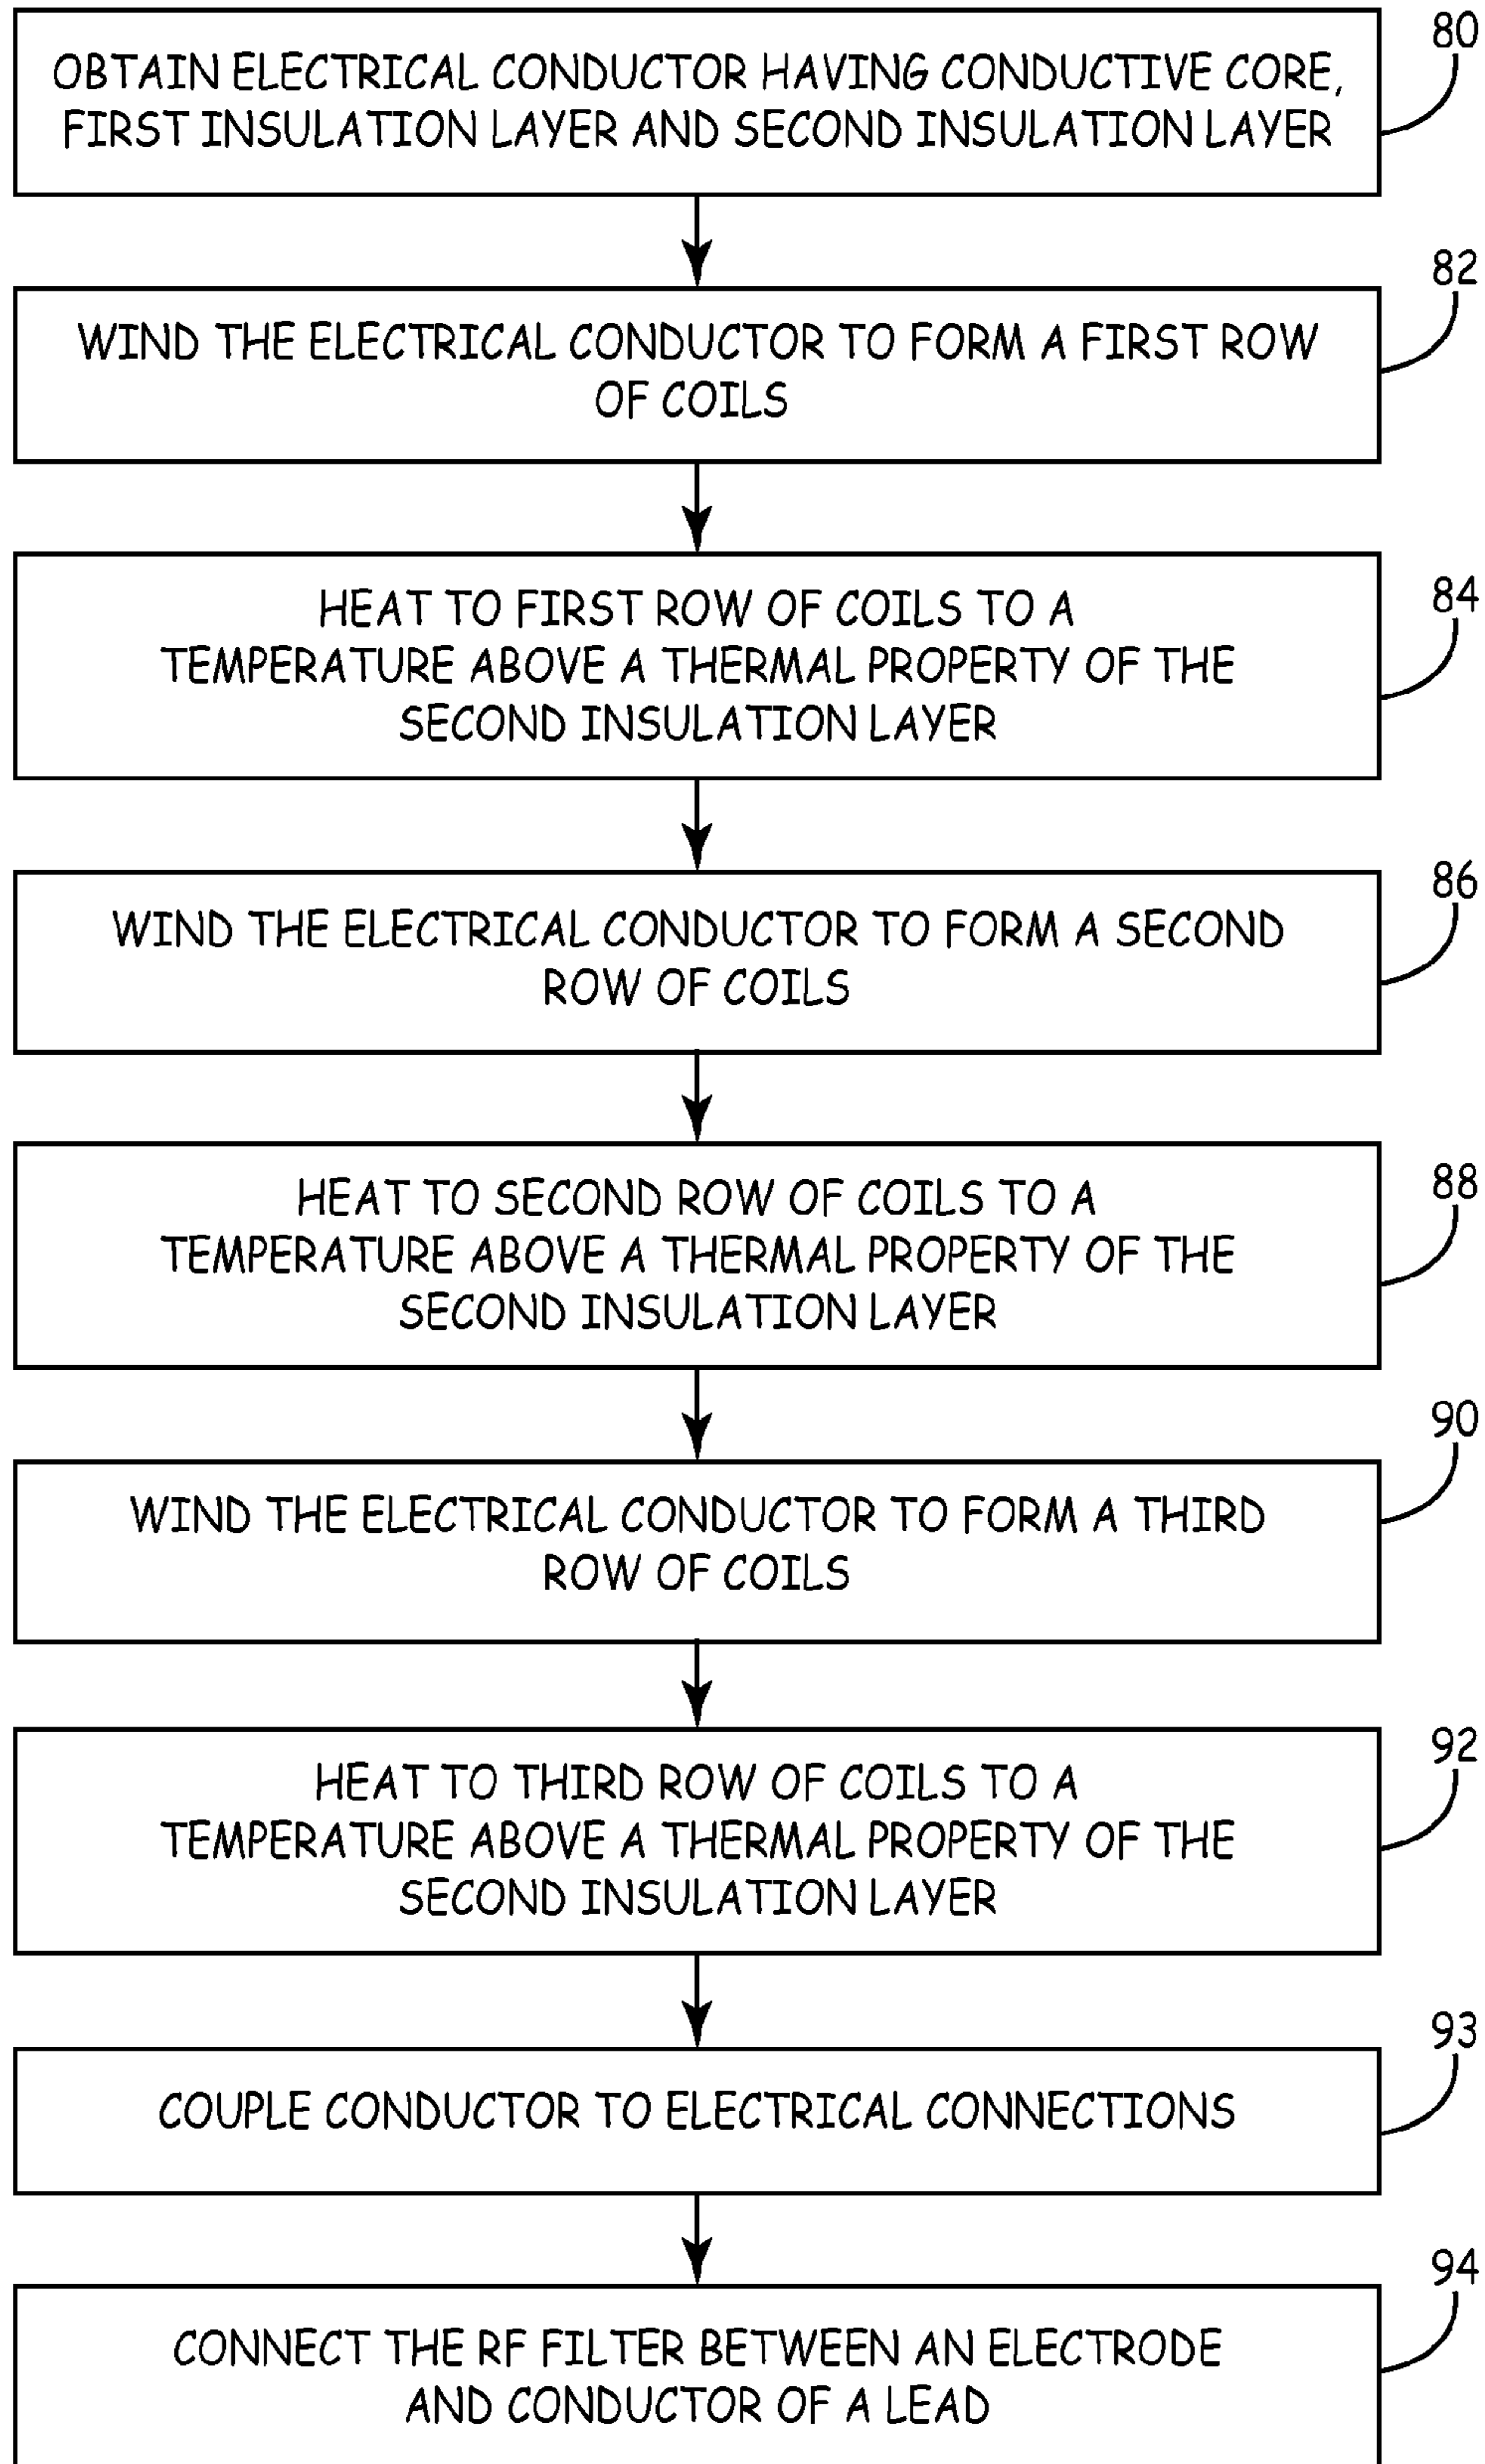 80
OBTAIN ELECTRICAL CONDUCTOR HAVING CONDUCTIVE CORE,
FIRST INSULATION LAYER AND SECOND INSULATION LAYER
82
WIND THE ELECTRICAL CONDUCTOR TO FORM A FIRST ROW
OF COILS
84
HEAT TO FIRST ROW OF COILS TO A
TEMPERATURE ABOVE A THERMAL PROPERTY OF THE
SECOND INSULATION LAYER
86
WIND THE ELECTRICAL CONDUCTOR TO FORM A SECOND
ROW OF COILS
88
HEAT TO SECOND ROW OF COILS TO A
TEMPERATURE ABOVE A THERMAL PROPERTY OF THE
SECOND INSULATION LAYER
90
WIND THE ELECTRICAL CONDUCTOR TO FORM A THIRD
ROW OF COILS
92
HEAT TO THIRD ROW OF COILS TO A
TEMPERATURE ABOVE A THERMAL PROPERTY OF THE
SECOND INSULATION LAYER
93
COUPLE CONDUCTOR TO ELECTRICAL CONNECTIONS
94
CONNECT THE RF FILTER BETWEEN AN ELECTRODE
AND CONDUCTOR OF A LEAD